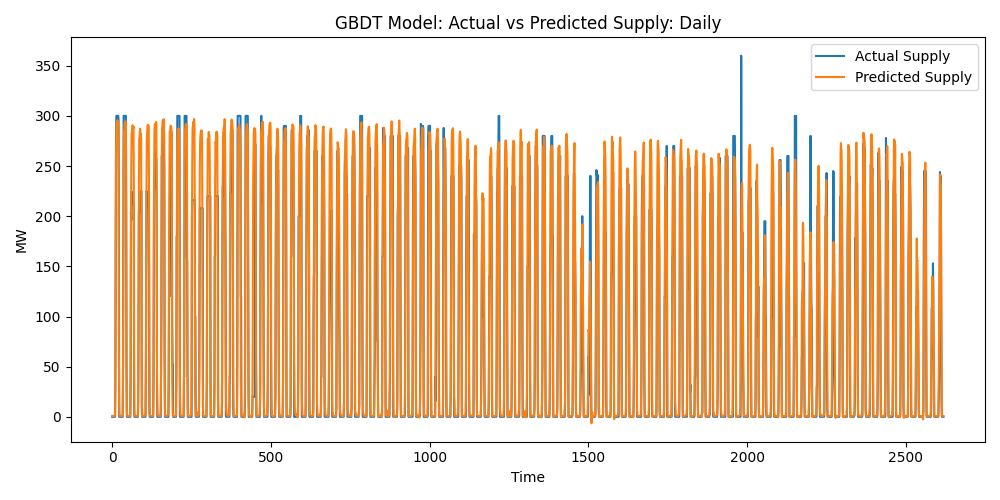 GBDT Model: Actual vs Predicted Supply: Daily
Actual Supply
Predicted Supply
MW
350
300
250
200
150
100
50
0
0 500 1000 1500 2000 2500
Time